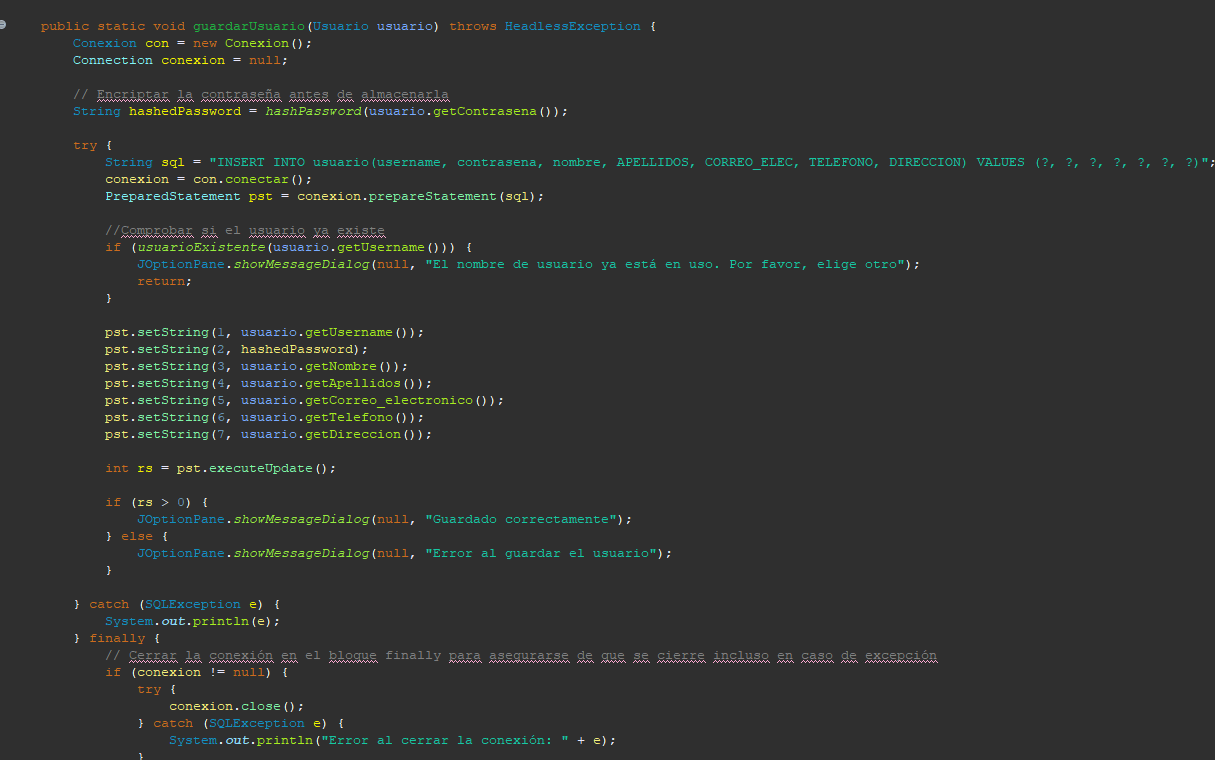 public static void guardarUsuario(Usuario usuario) throws HeadlessException {
Conexion con = new Conexion();
Connection conexion = null;
// Encriptar la contraseña antes de almacenarla
String hashedPassword = hashPassword(usuario.getContrasena());
try {
String sql = "INSERT INTO usuario(username, contrasena, nombre, APELLIDOS, CORREO_ELEC, TELEFONO, DIRECCION) VALUES (?, ?, ?, ?, ?, ?, ?)";
conexion = con.conectar();
PreparedStatement pst = conexion.prepareStatement(sql);
//Comprobar si el usuario ya existe
if (usuarioExistente(usuario.getUsername())) {
JOptionPane.showMessageDialog(null, "El nombre de usuario ya está en uso. Por favor, elige otro");
return;
}
pst.setString(1, usuario.getUsername());
pst.setString(2, hashedPassword);
pst.setString(3, usuario.getNombre());
pst.setString(4, usuario.getApellidos());
pst.setString(5, usuario.getCorreo_electronico());
pst.setString(6, usuario.getTelefono());
pst.setString(7, usuario.getDireccion());
int rs = pst.executeUpdate();
if (rs > 0) {
JOptionPane.showMessageDialog(null, "Guardado correctamente");
} else {
JOptionPane.showMessageDialog(null, "Error al guardar el usuario");
}
} catch (SQLException e) {
System.out.println(e);
} finally {
// Cerrar la conexión en el bloque finally para asegurarse de que se cierre incluso en caso de excepción
if (conexion != null) {
try {
conexion.close();
} catch (SQLException e) {
System.out.println("Error al cerrar la conexión: " + e);
}